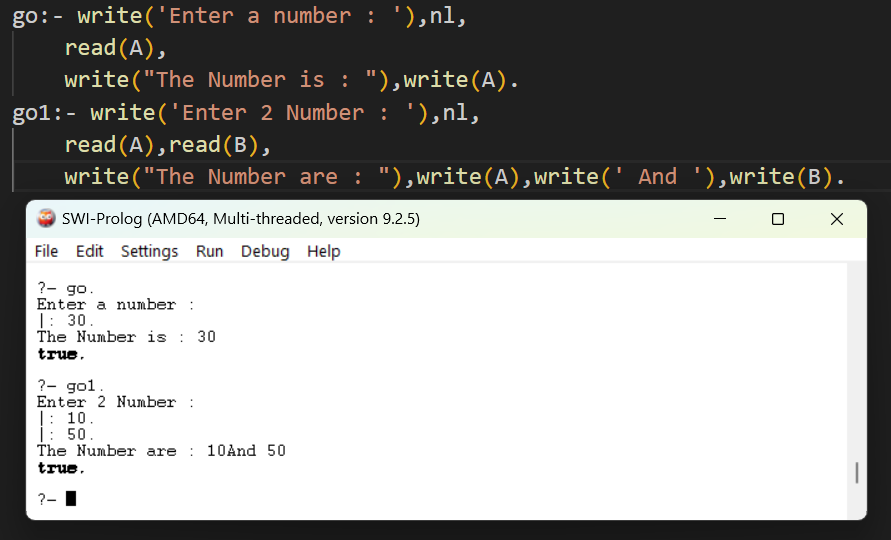 go:- write('Enter a number : '),nl,
read(A),
write("The Number is : "),write(A).
go1:- write('Enter 2 Number : '),nl,
read(A),read(B),
write("The Number are : "),write(A),write(' And '),write(B).
SWI-Prolog (AMD64, Multi-threaded, version 9.2.5)
File Edit Settings Run Debug Help
?- go.
Enter a number :
|: 30.
The Number is : 30
true.
?- go1.
Enter 2 Number :
|: 10.
|: 50.
The Number are : 10And 50
true.
?-